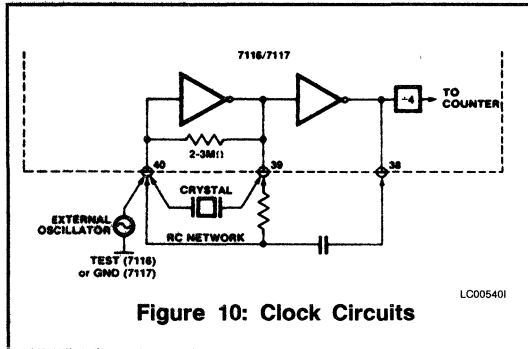 7116/7117
÷4
TO
COUNTER
2-3MΩ
40
39
38
CRYSTAL
EXTERNAL
OSCILLATOR
RC NETWORK
TEST (7116)
or GND (7117)
LC00540I
Figure 10: Clock Circuits